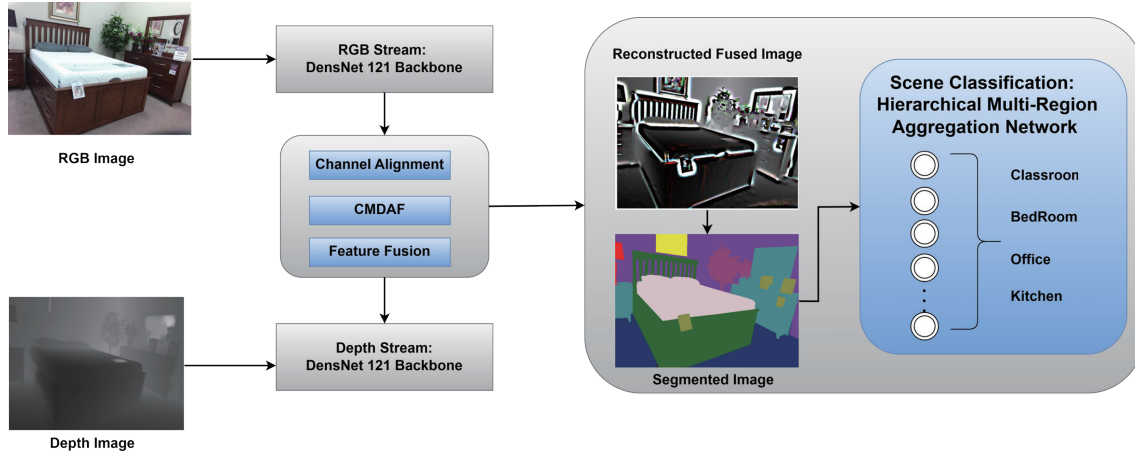 RGB Image
RGB Stream:
DensNet 121 Backbone
Channel Alignment
CMDAF
Feature Fusion
Depth Stream:
DensNet 121 Backbone
Depth Image
Reconstructed Fused Image
Segmented Image
Scene Classification:
Hierarchical Multi-Region
Aggregation Network
Classroon
BedRoom
Office
Kitchen